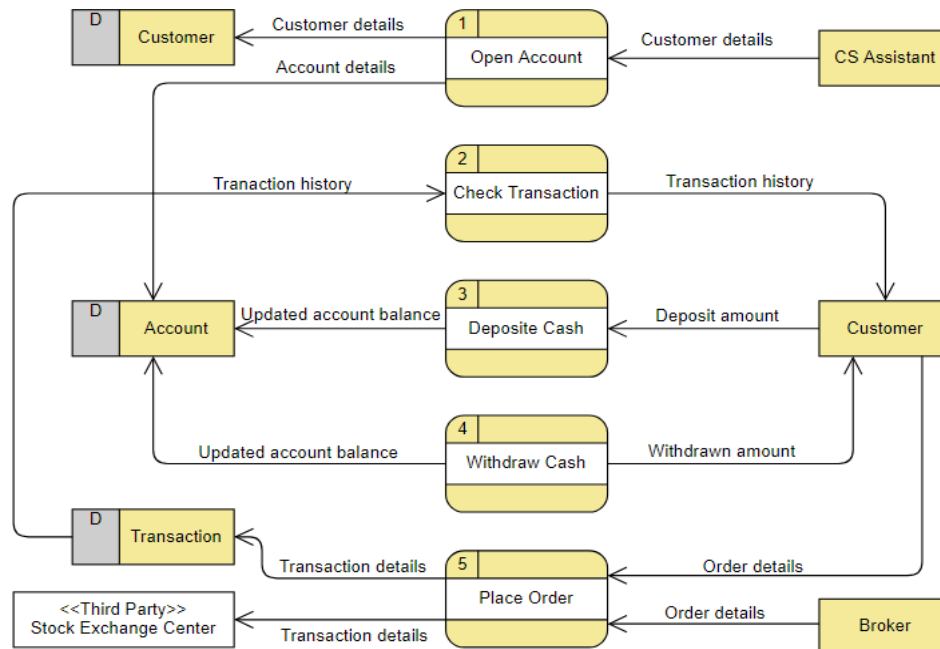 D
Customer
Customer details
1
Open Account
Customer details
CS Assistant
Account details
2
Tranaction history
Check Transaction
Transaction history
D
Account
Updated account balance
3
Deposite Cash
Deposit amount
Customer
4
Updated account balance
Withdraw Cash
Withdrawn amount
D
Transaction
Transaction details
5
Place Order
Order details
<<Third Party>>
Stock Exchange Center
Transaction details
Order details
Broker